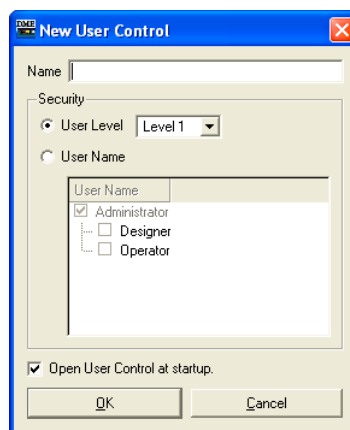 DME
New User Control
Name
Security
User Level Level 1
User Name
User Name
Administrator
Designer
Operator
Open User Control at startup.
OK Cancel